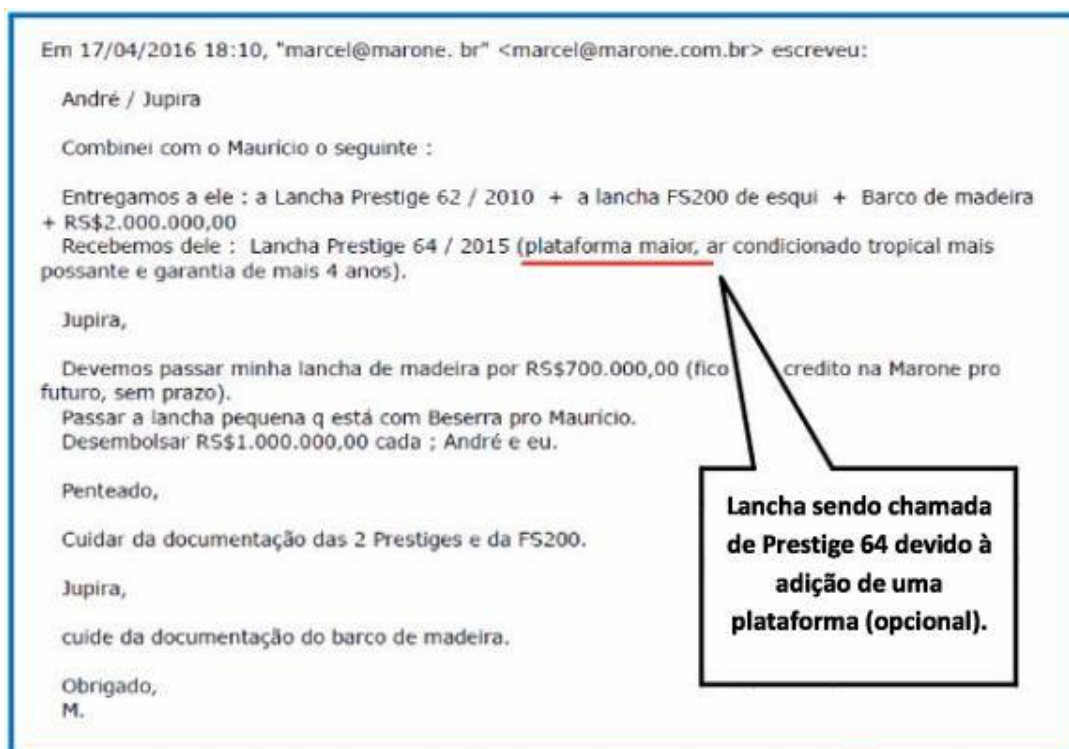 Em 17/04/2016 18:10, "marcel@marone. br" <marcel@marone.com.br> escreveu:
André / Jupira
Combinei com o Maurício o seguinte :
Entregamos a ele : a Lancha Prestige 62 / 2010 + a lancha FS200 de esqui + Barco de madeira
+ RS$2.000.000,00
Recebemos dele : Lancha Prestige 64 / 2015 (plataforma maior, ar condicionado tropical mais
possante e garantia de mais 4 anos).
Jupira,
Devemos passar minha lancha de madeira por RS$700.000,00 (fico credito na Marone pro
futuro, sem prazo).
Passar a lancha pequena q está com Beserra pro Maurício.
Desembolsar RS$1.000.000,00 cada ; André e eu.
Penteado,
Cuidar da documentação das 2 Prestiges e da FS200.
Jupira,
cuide da documentação do barco de madeira.
Obrigado,
M.
Lancha sendo chamada
de Prestige 64 devido à
adição de uma
plataforma (opcional).